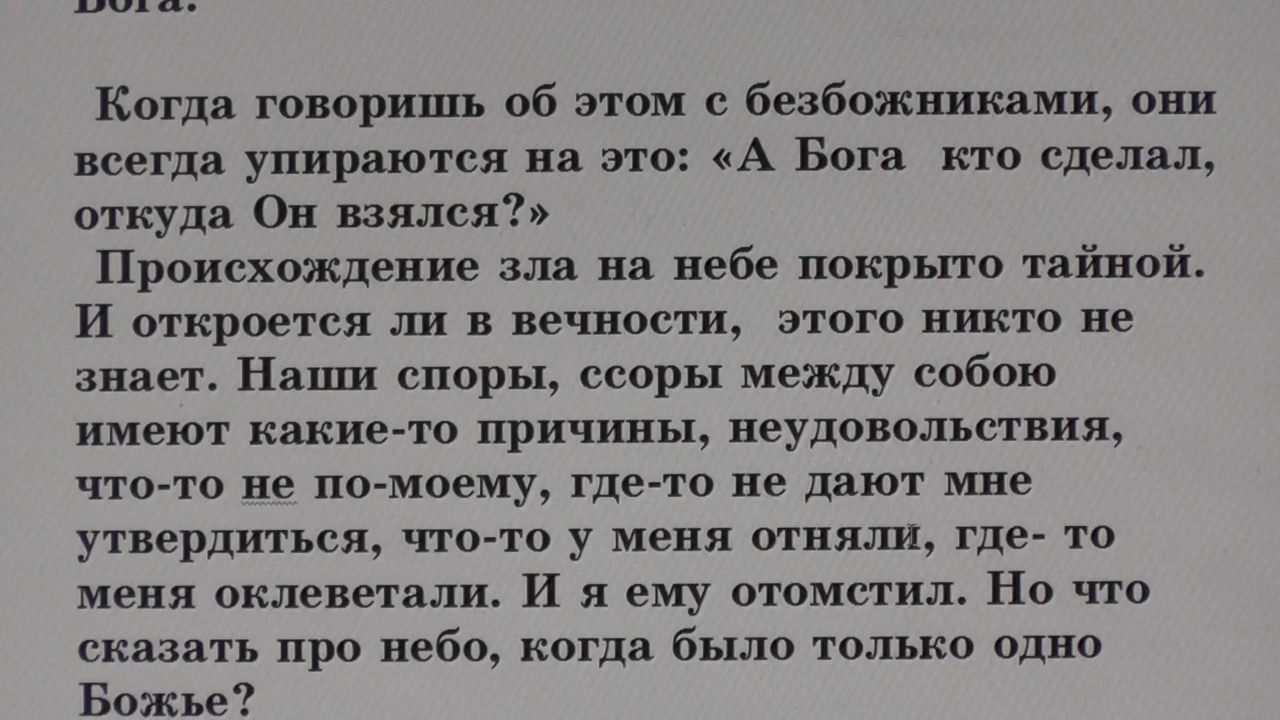 Бога.
Когда говоришь об этом с безбожниками, они
всегда упираются на это: «А Бога  кто сделал,
откуда Он взялся?»
Происхождение зла на небе покрыто тайной.
И откроется ли в вечности,  этого никто не
знает. Наши споры, ссоры между собою
имеют какие-то причины, неудовольствия,
что-то не по-моему, где-то не дают мне
утвердиться, что-то у меня отняли, где- то
меня оклеветали. И я ему отомстил. Но что
сказать про небо, когда было только одно
Божье?